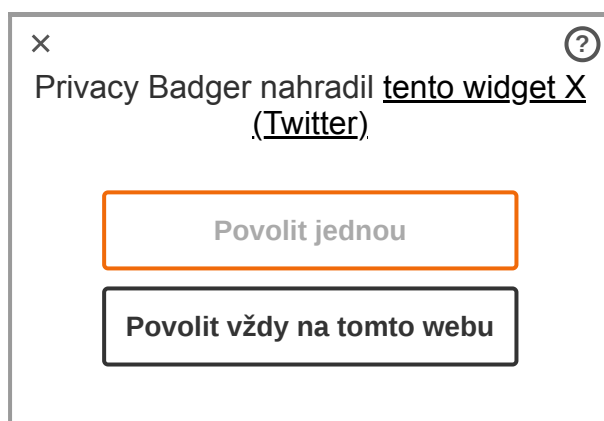 Privacy Badger nahradil tento widget X
(Twitter)
Povolit jednou
Povolit vždy na tomto webu